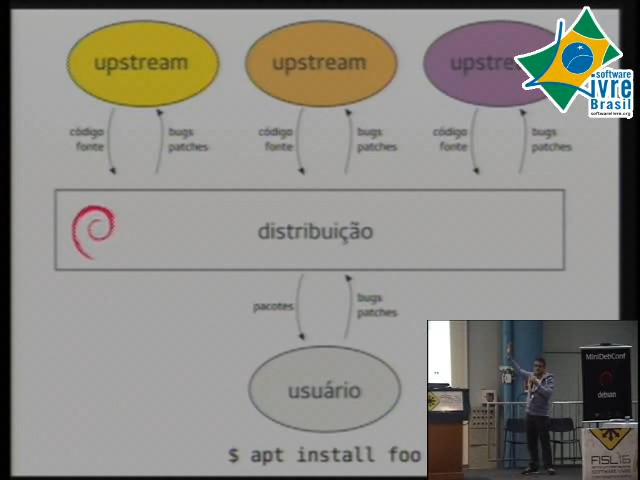 upstream
upstream
upstre
software
livre
Brasil
softwarelivre.org
código
fonte
bugs
patches
código
fonte
bugs
patches
código
fonte
bugs
patches
distribuição
pacotes
bugs
patches
usuário
$ apt install foo
MiniDebConf
debian
FISL16